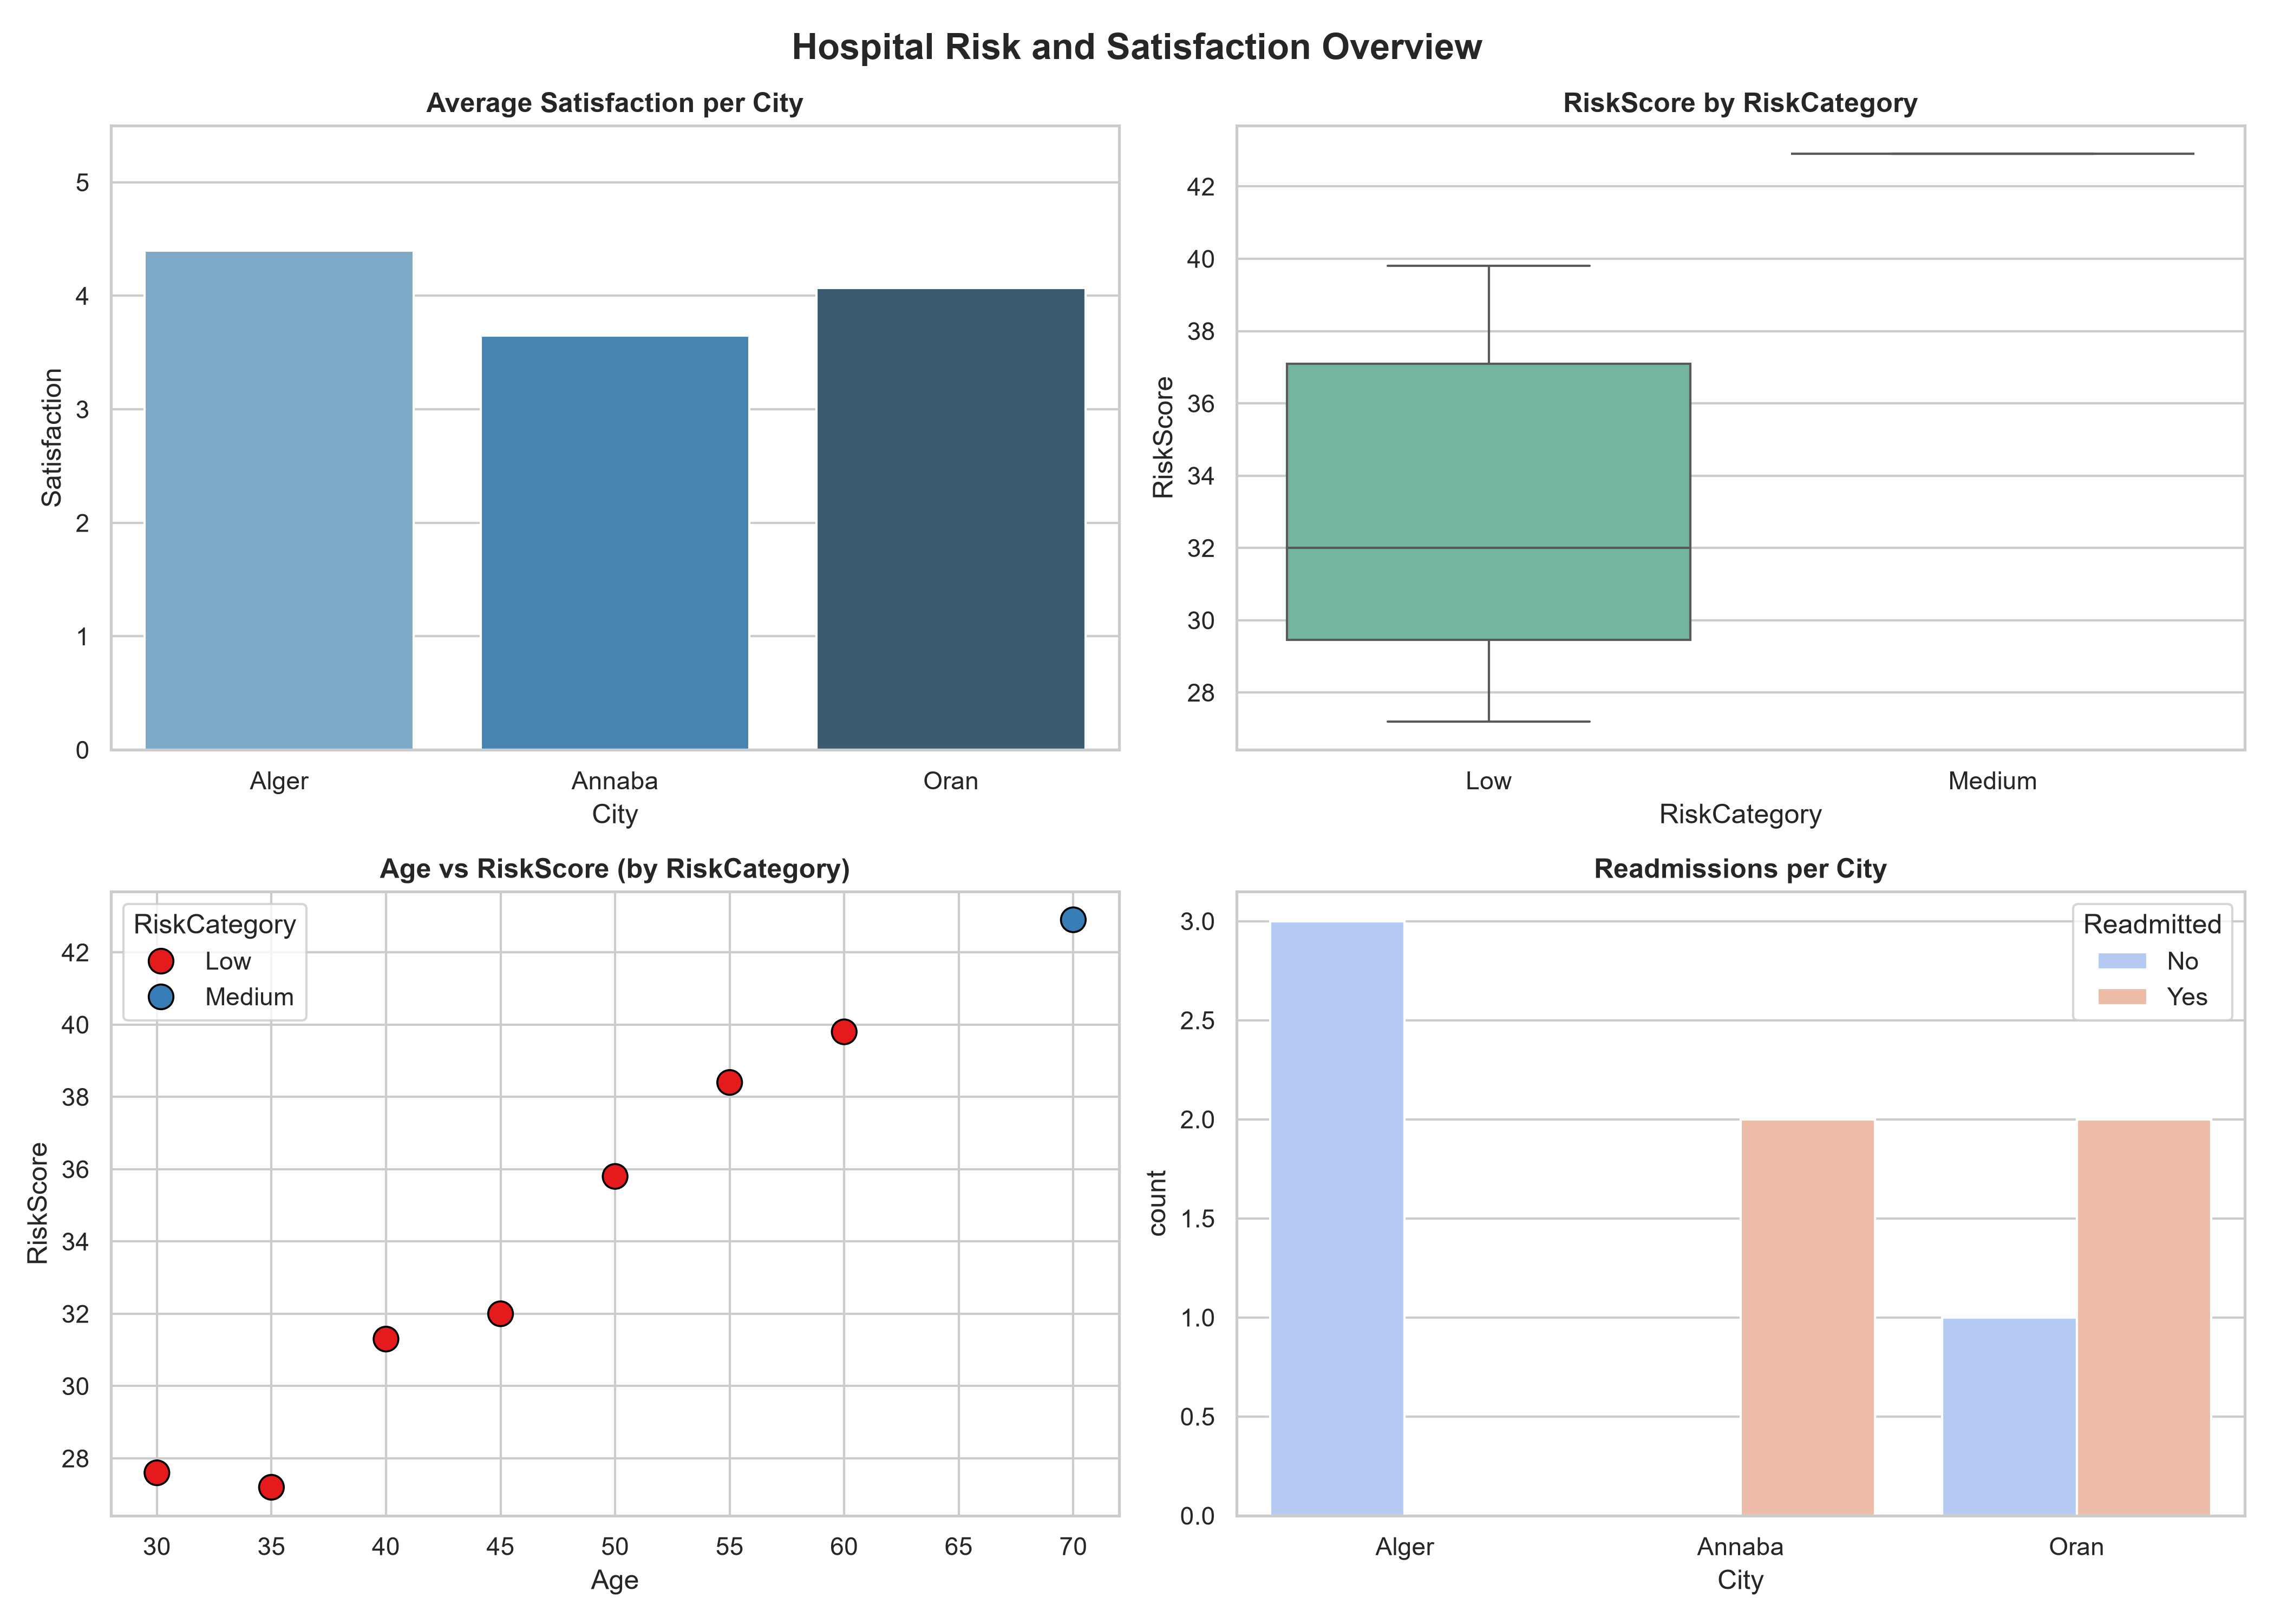 Hospital Risk and Satisfaction Overview
Average Satisfaction per City
Satisfaction
5
4
3
2
1
0
Alger Annaba Oran
City
RiskScore by RiskCategory
RiskScore
42
40
38
36
34
32
30
28
Low Medium
RiskCategory
Age vs RiskScore (by RiskCategory)
RiskCategory
Low
Medium
RiskScore
42
40
38
36
34
32
30
28
30 35 40 45 50 55 60 65 70
Age
Readmissions per City
Readmitted
No
Yes
count
3.0
2.5
2.0
1.5
1.0
0.5
0.0
Alger Annaba Oran
City